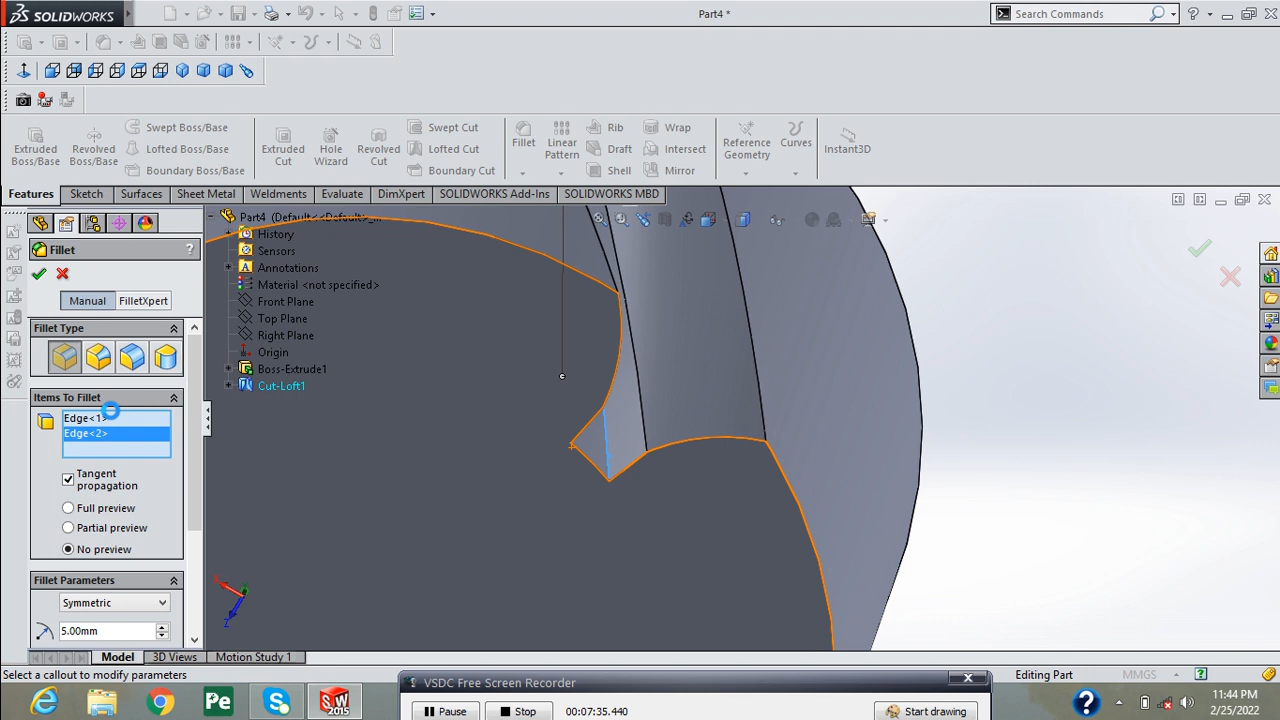 SOLIDWORKS
Part4 *
Search Commands
Extruded Boss/Base
Revolved Boss/Base
Swept Boss/Base
Lofted Boss/Base
Boundary Boss/Base
Extruded Cut
Hole Wizard
Revolved Cut
Swept Cut
Lofted Cut
Boundary Cut
Fillet
Linear Pattern
Rib
Draft
Shell
Wrap
Intersect
Mirror
Reference Geometry
Curves
Instant3D
Features Sketch Surfaces Sheet Metal Weldments Evaluate DimXpert SOLIDWORKS Add-Ins SOLIDWORKS MBD
Part4 (Default<<Default>_...
History
Sensors
Annotations
Material <not specified>
Front Plane
Top Plane
Right Plane
Origin
Boss-Extrude1
Cut-Loft1
Fillet ?
Manual FilletXpert
Fillet Type
Items To Fillet
Edge<1>
Edge<2>
Tangent
propagation
Full preview
Partial preview
No preview
Fillet Parameters
Symmetric
5.00mm
Model 3D Views Motion Study 1
Select a callout to modify parameters
Editing Part
MMGS
VSDC Free Screen Recorder
Pause
Stop
00:07:35.440
Start drawing
Pe
SW
2015
11:44 PM
2/25/2022